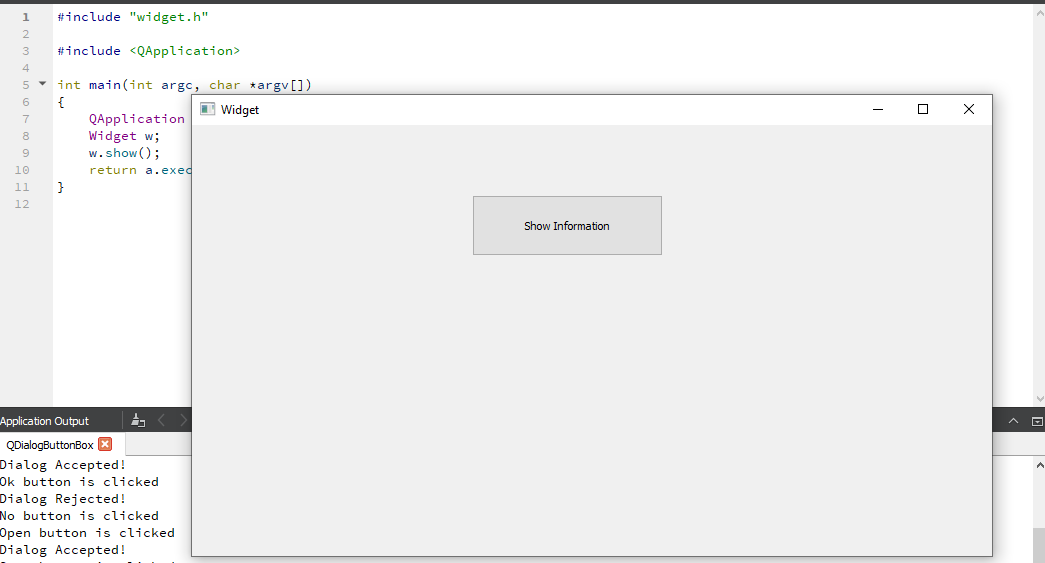 1 #include "widget.h"
2
3 #include <QApplication>
4
5 int main(int argc, char *argv[])
6 {
7 QApplication
8 Widget w;
9 w.show();
10 return a.exec
11 }
12
Widget
Show Information
Application Output
QDialogButtonBox
Dialog Accepted!
Ok button is clicked
Dialog Rejected!
No button is clicked
Open button is clicked
Dialog Accepted!